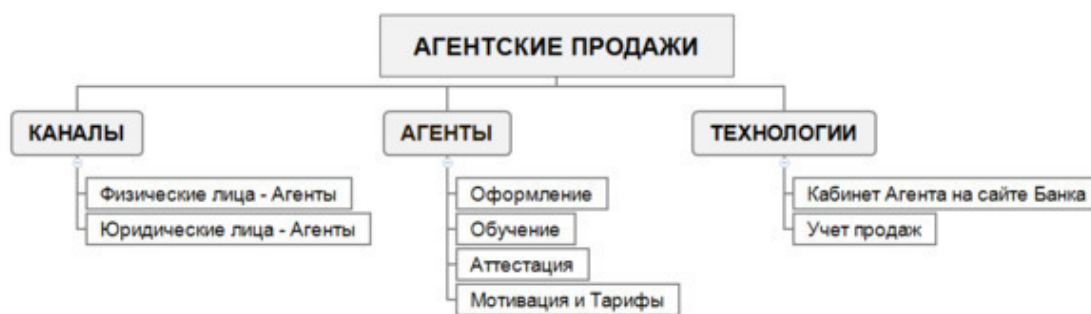 АГЕНТСКИЕ ПРОДАЖИ
КАНАЛЫ
Физические лица - Агенты
Юридические лица - Агенты
АГЕНТЫ
Оформление
Обучение
Аттестация
Мотивация и Тарифы
ТЕХНОЛОГИИ
Кабинет Агента на сайте Банка
Учет продаж